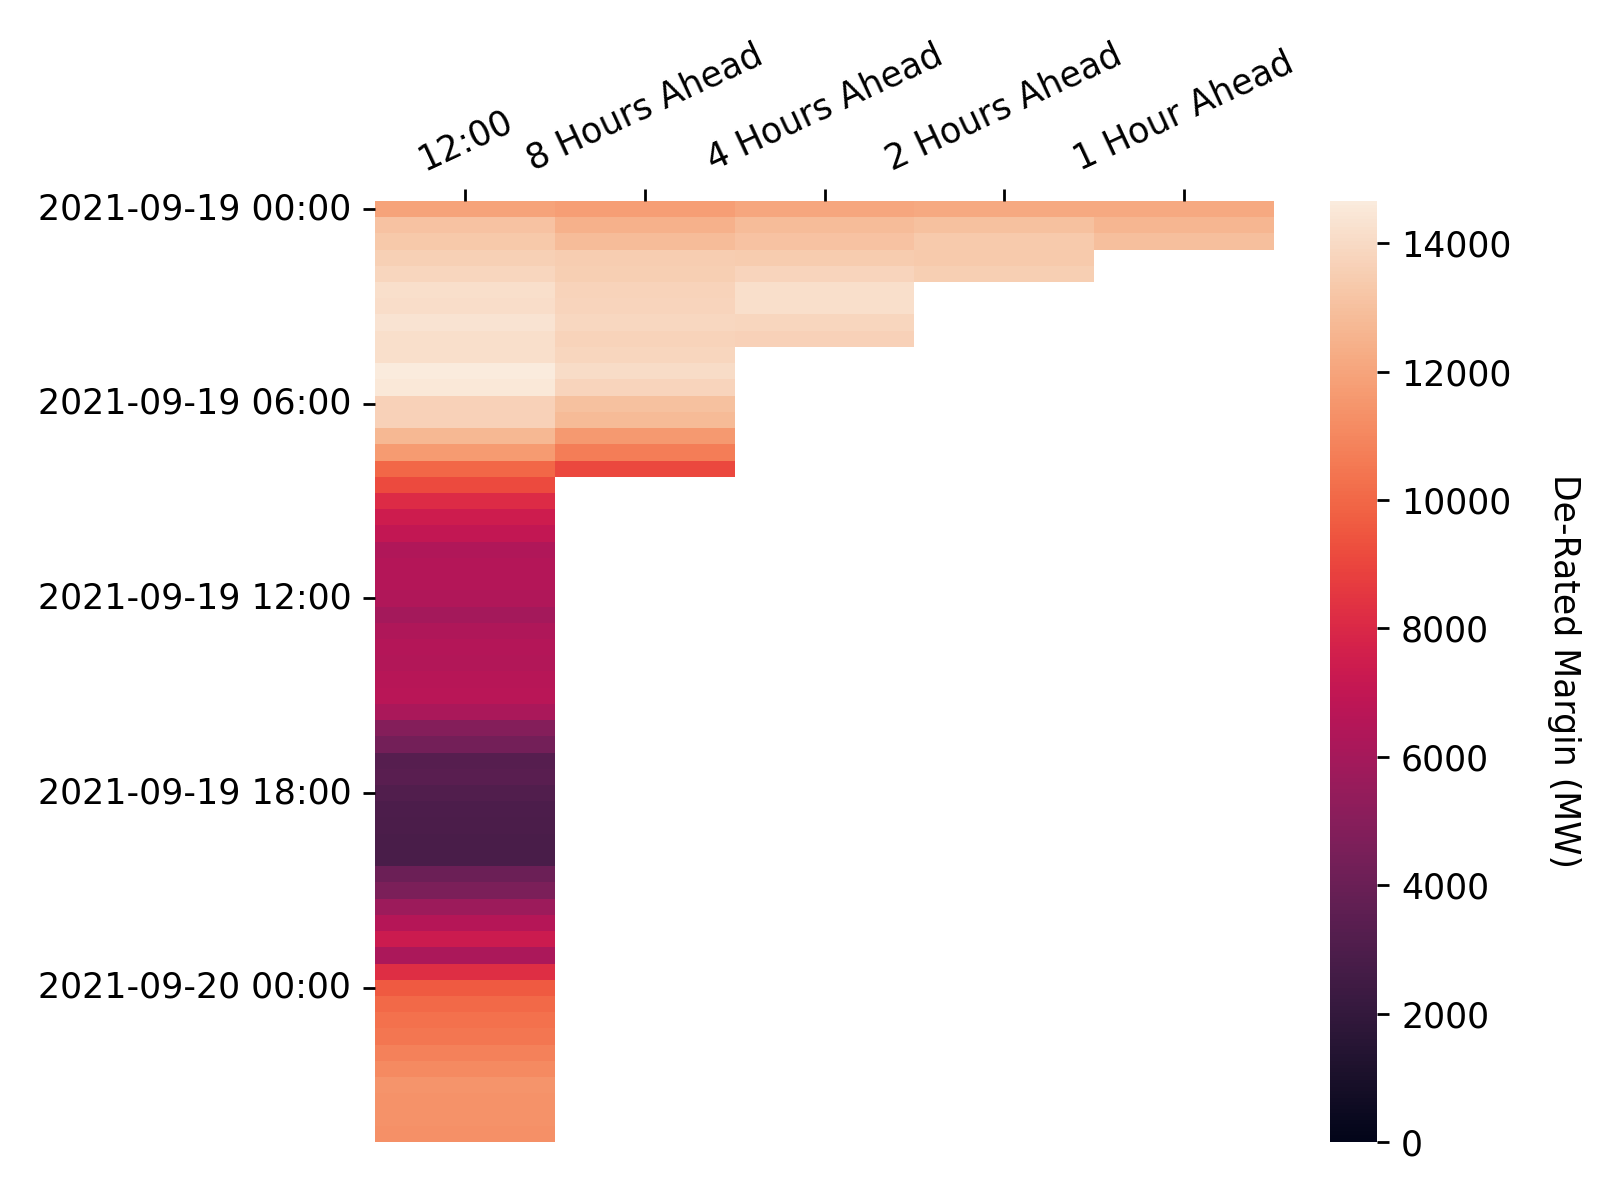 12:00
8 Hours Ahead
4 Hours Ahead
2 Hours Ahead
1 Hour Ahead
2021-09-19 00:00
2021-09-19 06:00
2021-09-19 12:00
2021-09-19 18:00
2021-09-20 00:00
14000
12000
10000
8000
6000
4000
2000
0
De-Rated Margin (MW)